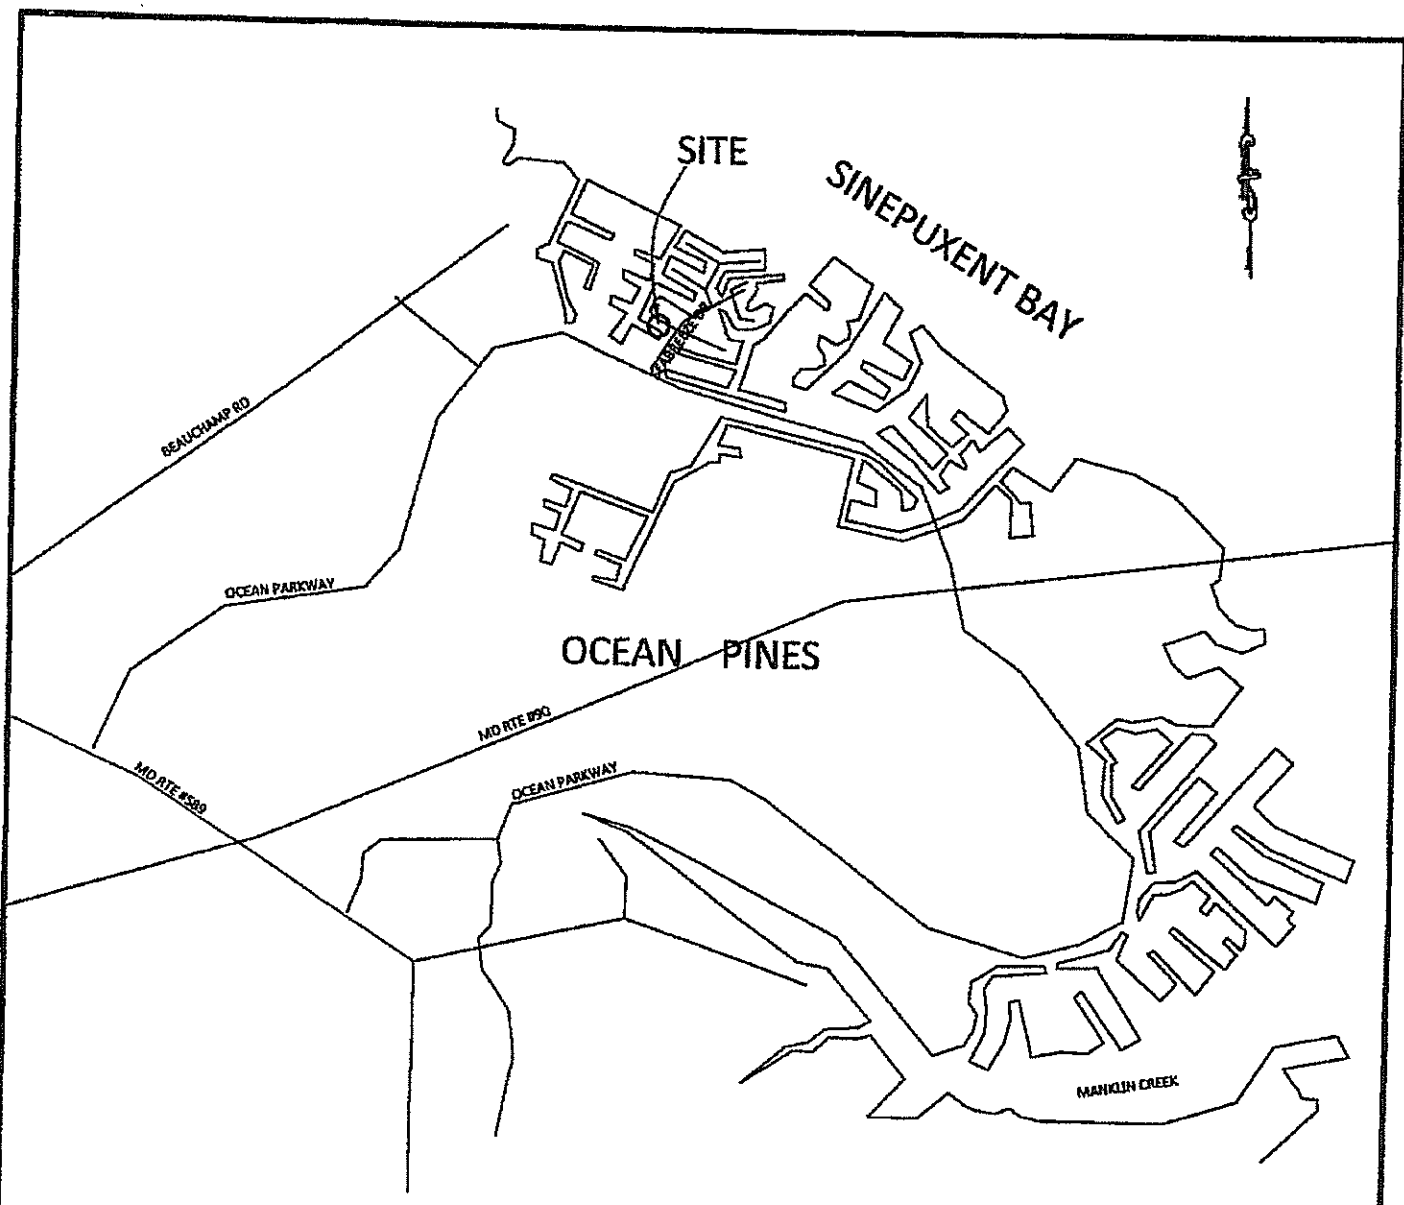 SITE
SINEPUXENT BAY
BEAUCHAMP RD
OCEAN PARKWAY
OCEAN PINES
MD RTE #90
MD RTE #589
OCEAN PARKWAY
MANKLIN CREEK